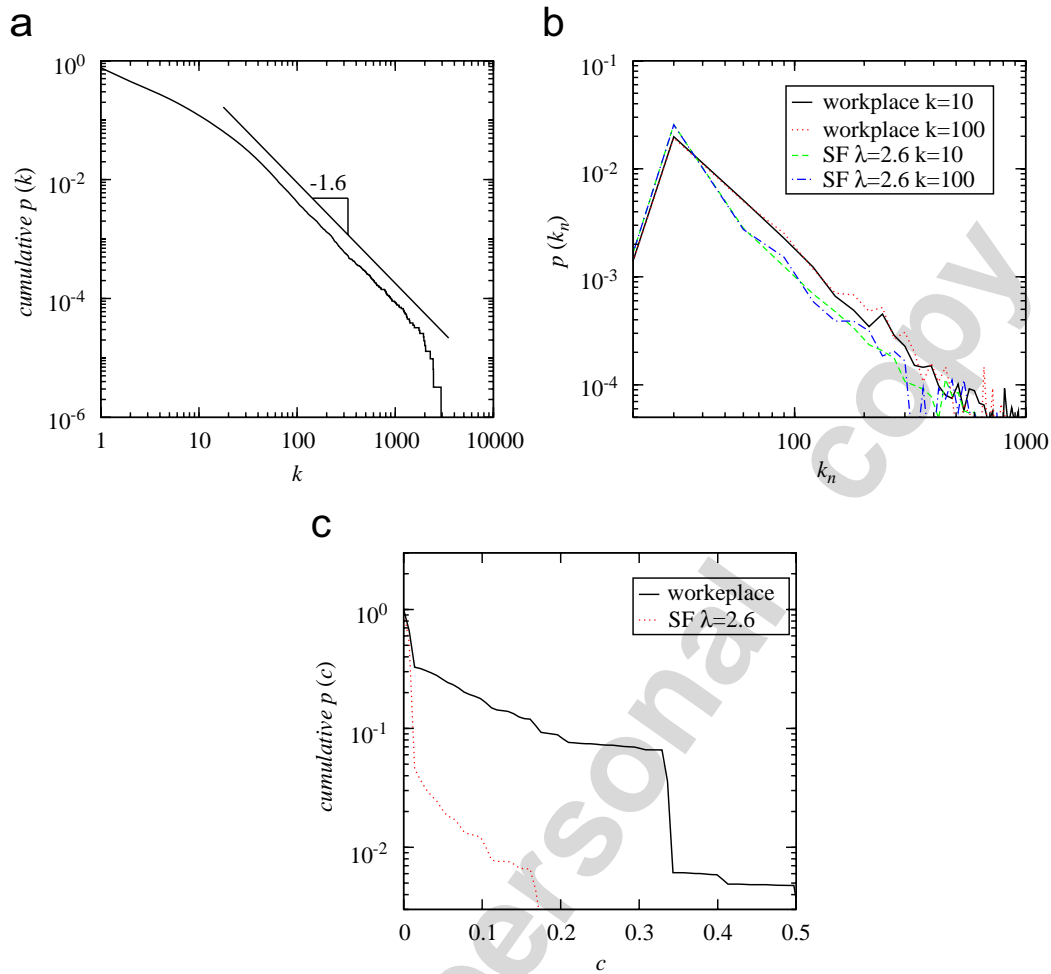 a
10^0
10^-2
10^-4
10^-6
1
10
100
1000
10000
-1.6
cumulative p (k)
k
b
10^-1
10^-2
10^-3
10^-4
100
1000
p (k_n)
k_n
workplace k=10
workplace k=100
SF λ=2.6 k=10
SF λ=2.6 k=100
c
10^0
10^-1
10^-2
0
0.1
0.2
0.3
0.4
0.5
cumulative p (c)
c
workeplace
SF λ=2.6
personal
copy